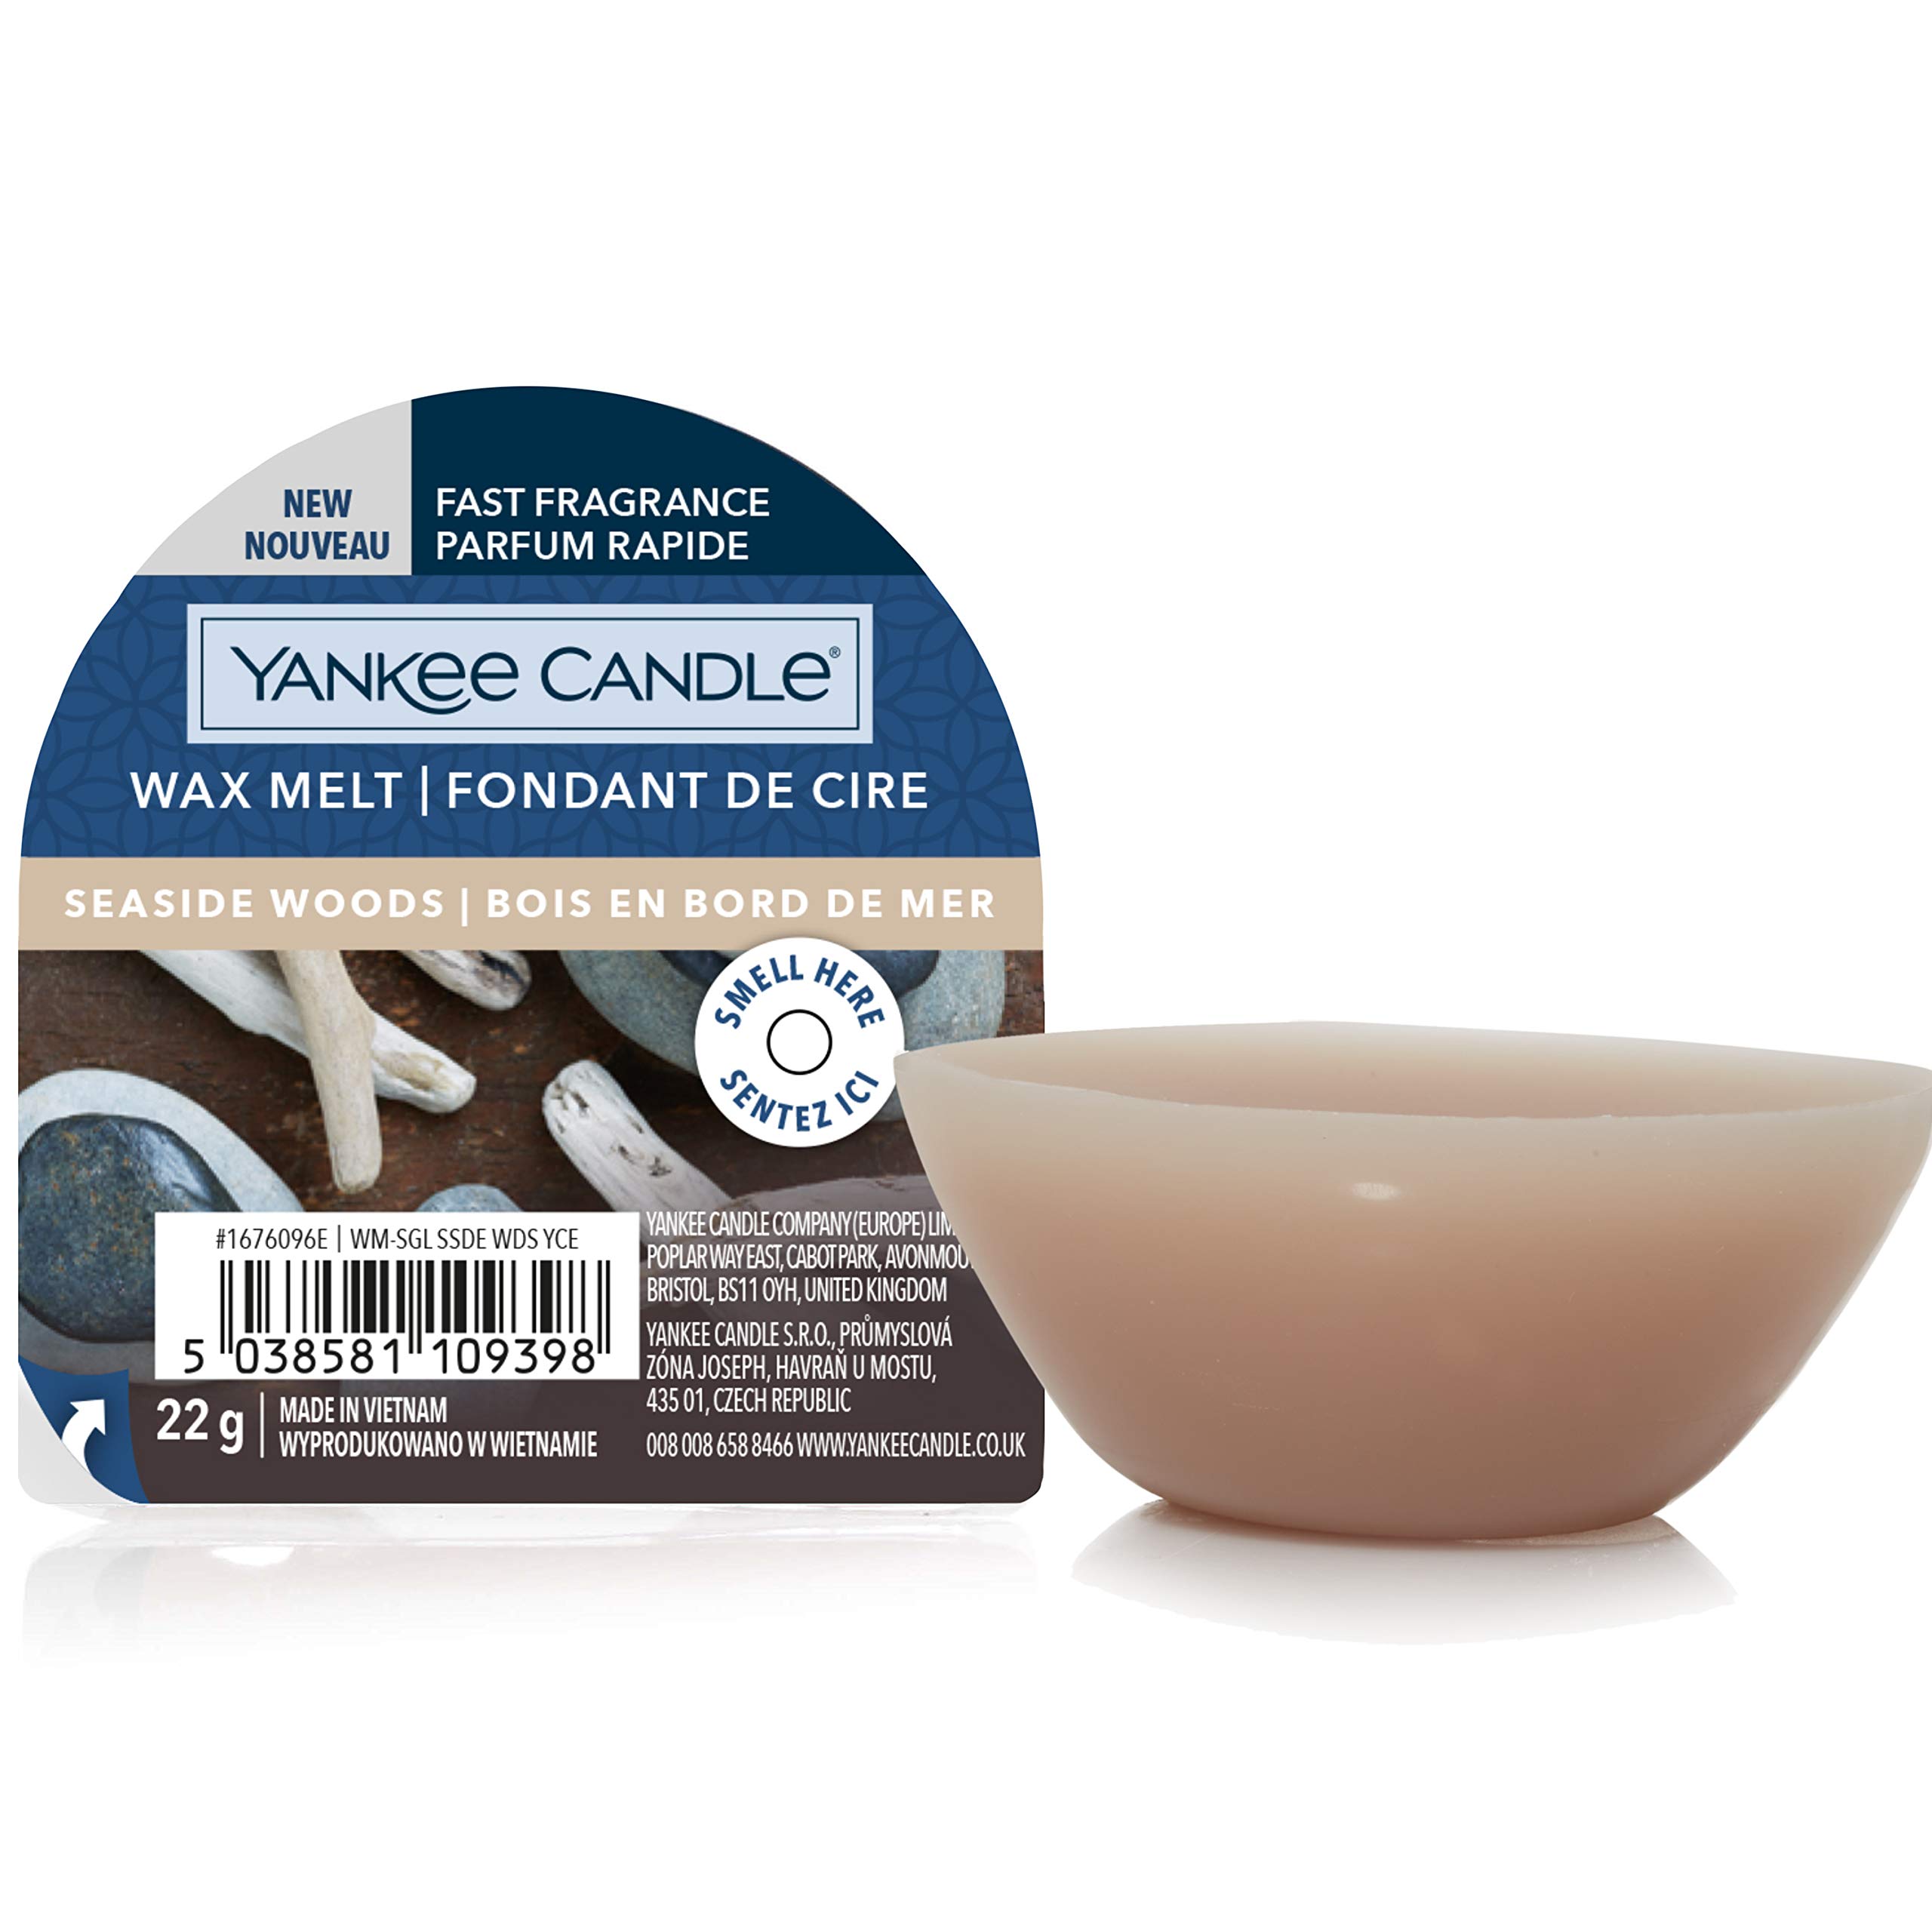 NEW
NOUVEAU
FAST FRAGRANCE
PARFUM RAPIDE
YANKEE CANDLE®
WAX MELT | FONDANT DE CIRE
SEASIDE WOODS | BOIS EN BORD DE MER
SMELL HERE
SENTEZ ICI
#1676096E | WM-SGL SSDE WDS YCE
5 038581 109398
22 g
MADE IN VIETNAM
WYPRODUKOWANO W WIETNAMIE
YANKEE CANDLE COMPANY (EUROPE)
POPLAR WAY EAST, CABOT PARK,
BRISTOL, BS11 0YH, UNITED KINGDOM
YANKEE CANDLE S.R.O., PRŮMYSLOVÁ
ZÓNA JOSEPH, HAVRAŇ U MOSTU,
435 01, CZECH REPUBLIC
008 008 658 8466 WWW.YANKEECANDLE.CO.UK